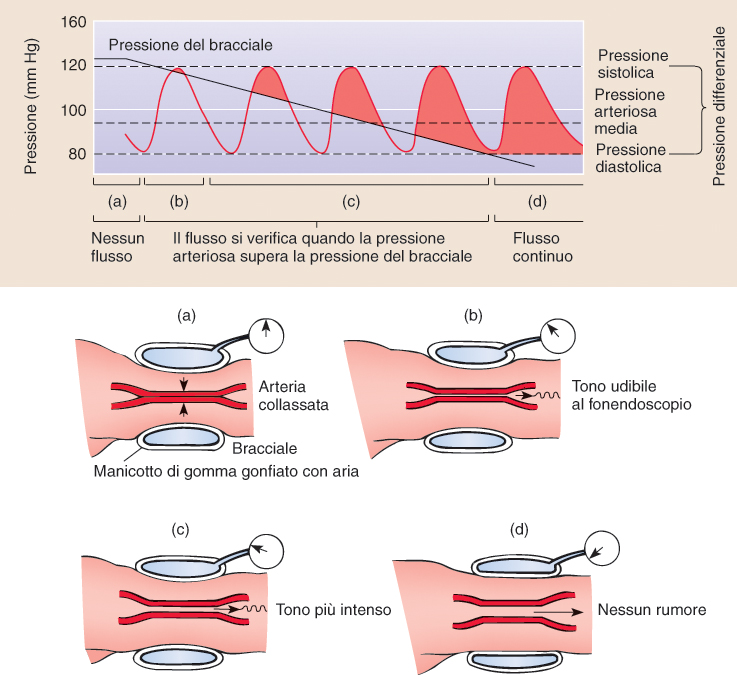 Pressione (mm Hg)
160
120
100
80
Pressione del bracciale
Pressione
sistolica
Pressione
arteriosa
media
Pressione
diastolica
Pressione differenziale
(a)
(b)
(c)
(d)
Nessun
flusso
Il flusso si verifica quando la pressione
arteriosa supera la pressione del bracciale
Flusso
continuo
(a)
Arteria
collassata
Bracciale
Manicotto di gomma gonfiato con aria
(b)
Tono udibile
al fonendoscopio
(c)
Tono più intenso
(d)
Nessun rumore